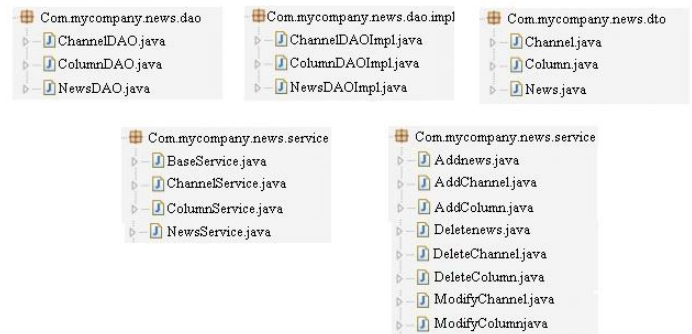 Com.mycompany.news.dao
ChannelDAO.java
ColumnDAO.java
NewsDAO.java
Com.mycompany.news.dao.impl
ChannelDAOImpl.java
ColumnDAOImpl.java
NewsDAOImpl.java
Com.mycompany.news.dto
Channel.java
Column.java
News.java
Com.mycompany.news.service
BaseService.java
ChannelService.java
ColumnService.java
NewsService.java
Com.mycompany.news.service
Addnews.java
AddChannel.java
AddColumn.java
Deletenews.java
DeleteChannel.java
DeleteColumn.java
ModifyChannel.java
ModifyColumnjava